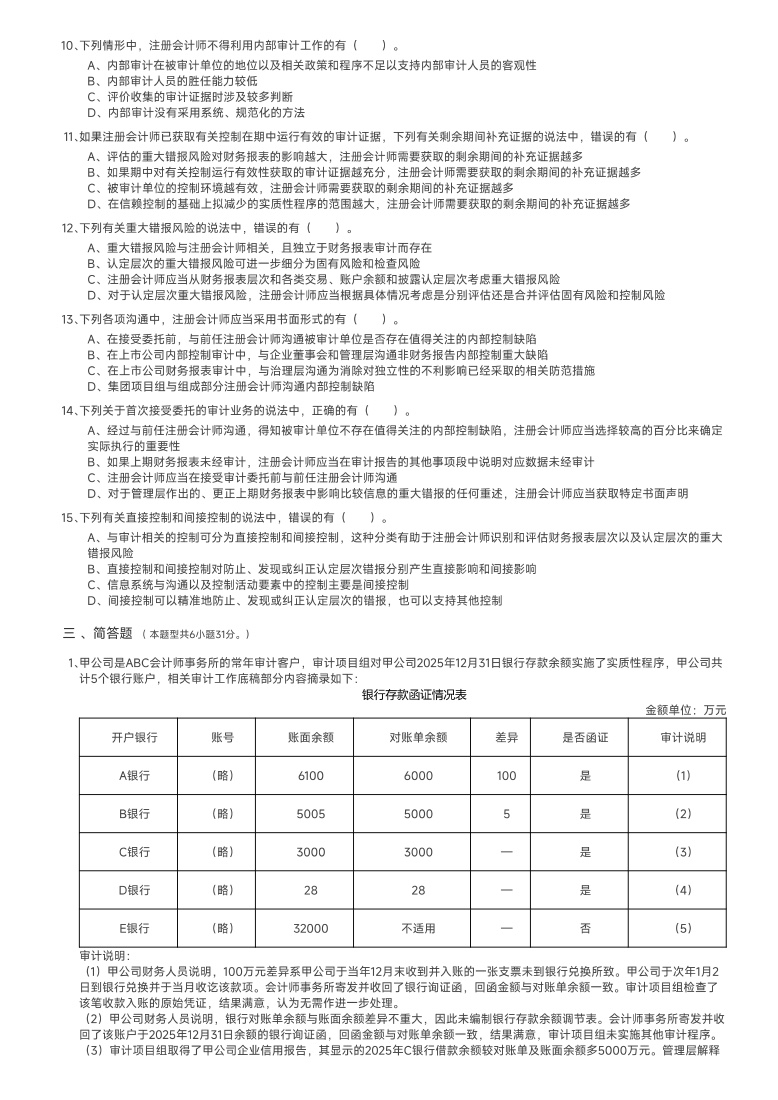 10、下列情形中，注册会计师不得利用内部审计工作的有（　　）。
A、内部审计在被审计单位的地位以及相关政策和程序不足以支持内部审计人员的客观性
B、内部审计人员的胜任能力较低
C、评价收集的审计证据时涉及较多判断
D、内部审计没有采用系统、规范化的方法
11、如果注册会计师已获取有关控制在期中运行有效的审计证据，下列有关剩余期间补充证据的说法中，错误的有（　　）。
A、评估的重大错报风险对财务报表的影响越大，注册会计师需要获取的剩余期间的补充证据越多
B、如果期中对有关控制运行有效性获取的审计证据越充分，注册会计师需要获取的剩余期间的补充证据越多
C、被审计单位的控制环境越有效，注册会计师需要获取的剩余期间的补充证据越多
D、在信赖控制的基础上拟减少的实质性程序的范围越大，注册会计师需要获取的剩余期间的补充证据越多
12、下列有关重大错报风险的说法中，错误的有（　　）。
A、重大错报风险与注册会计师相关，且独立于财务报表审计而存在
B、认定层次的重大错报风险可进一步细分为固有风险和检查风险
C、注册会计师应当从财务报表层次和各类交易、账户余额和披露认定层次考虑重大错报风险
D、对于认定层次重大错报风险，注册会计师应当根据具体情况考虑是分别评估还是合并评估固有风险和控制风险
13、下列各项沟通中，注册会计师应当采用书面形式的有（　　）。
A、在接受委托前，与前任注册会计师沟通被审计单位是否存在值得关注的内部控制缺陷
B、在上市公司内部控制审计中，与企业董事会和管理层沟通非财务报告内部控制重大缺陷
C、在上市公司财务报表审计中，与治理层沟通为消除对独立性的不利影响已经采取的相关防范措施
D、集团项目组与组成部分注册会计师沟通内部控制缺陷
14、下列关于首次接受委托的审计业务的说法中，正确的有（　　）。
A、经过与前任注册会计师沟通，得知被审计单位不存在值得关注的内部控制缺陷，注册会计师应当选择较高的百分比来确定
实际执行的重要性
B、如果上期财务报表未经审计，注册会计师应当在审计报告的其他事项段中说明对应数据未经审计
C、注册会计师应当在接受审计委托前与前任注册会计师沟通
D、对于管理层作出的、更正上期财务报表中影响比较信息的重大错报的任何重述，注册会计师应当获取特定书面声明
15、下列有关直接控制和间接控制的说法中，错误的有（　　）。
A、与审计相关的控制可分为直接控制和间接控制，这种分类有助于注册会计师识别和评估财务报表层次以及认定层次的重大
错报风险
B、直接控制和间接控制对防止、发现或纠正认定层次错报分别产生直接影响和间接影响
C、信息系统与沟通以及控制活动要素中的控制主要是间接控制
D、间接控制可以精准地防止、发现或纠正认定层次的错报，也可以支持其他控制
三 、简答题 （ 本题型共6小题31分。）
1、甲公司是ABC会计师事务所的常年审计客户，审计项目组对甲公司2025年12月31日银行存款余额实施了实质性程序，甲公司共
计5个银行账户，相关审计工作底稿部分内容摘录如下：
银行存款函证情况表
金额单位：万元
开户银行 账号 账面余额 对账单余额 差异 是否函证 审计说明
A银行 （略） 6100 6000 100 是 （1）
B银行 （略） 5005 5000 5 是 （2）
C银行 （略） 3000 3000 — 是 （3）
D银行 （略） 28 28 — 是 （4）
E银行 （略） 32000 不适用 — 否 （5）
审计说明：
（1）甲公司财务人员说明，100万元差异系甲公司于当年12月末收到并入账的一张支票未到银行兑换所致。甲公司于次年1月2
日到银行兑换并于当月收讫该款项。会计师事务所寄发并收回了银行询证函，回函金额与对账单余额一致。审计项目组检查了
该笔收款入账的原始凭证，结果满意，认为无需作进一步处理。
（2）甲公司财务人员说明，银行对账单余额与账面余额差异不重大，因此未编制银行存款余额调节表。会计师事务所寄发并收
回了该账户于2025年12月31日余额的银行询证函，回函金额与对账单余额一致，结果满意，审计项目组未实施其他审计程序。
（3）审计项目组取得了甲公司企业信用报告，其显示的2025年C银行借款余额较对账单及账面余额多5000万元。管理层解释